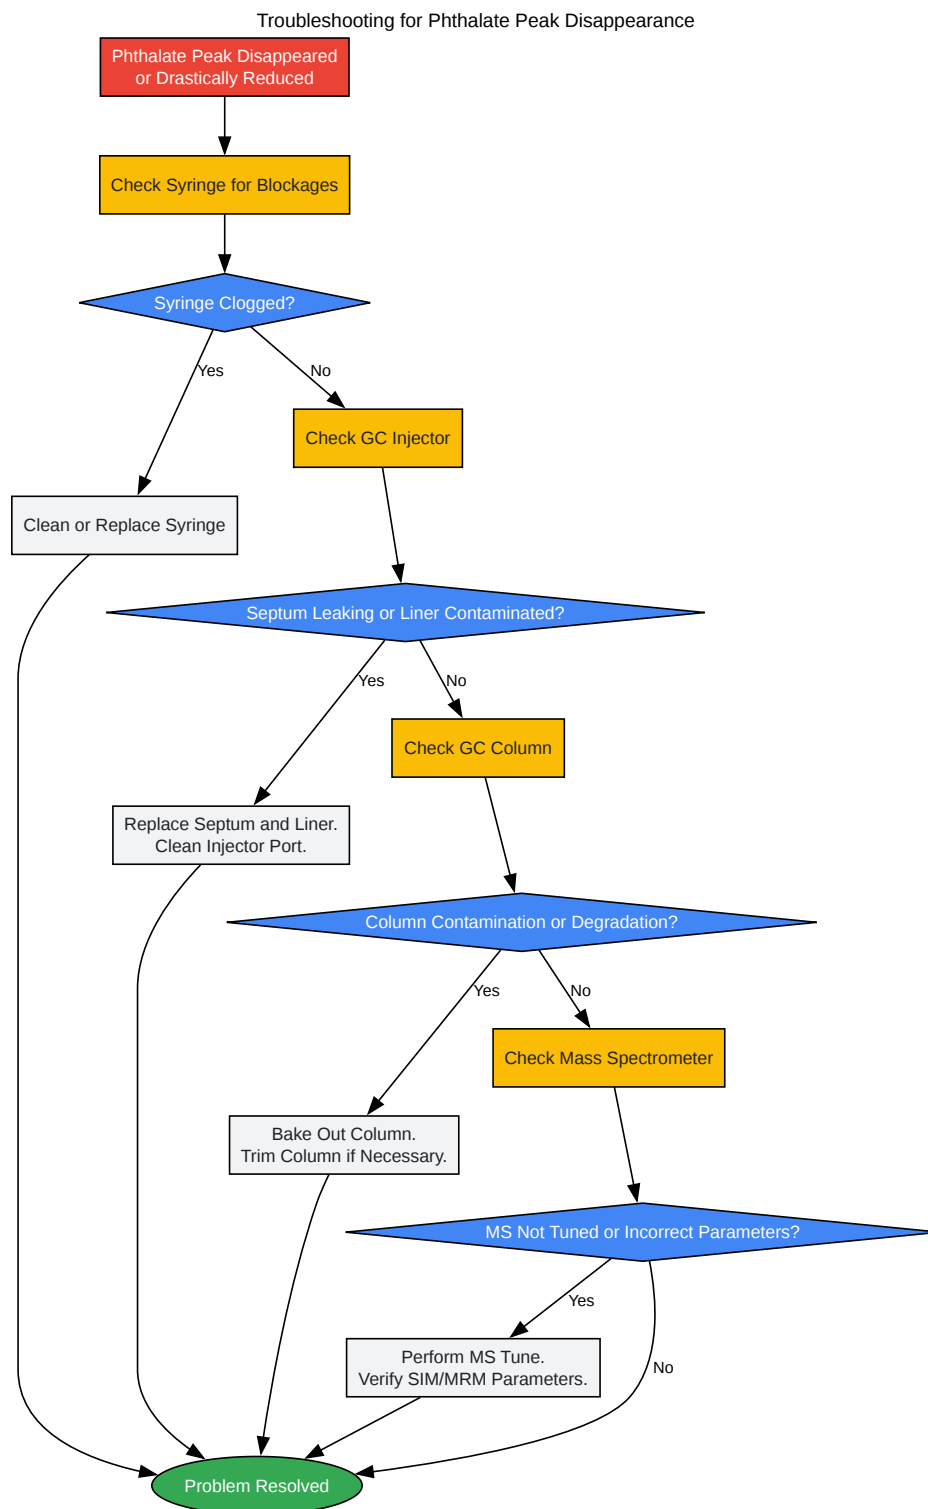 Troubleshooting for Phthalate Peak Disappearance
Phthalate Peak Disappeared
or Drastically Reduced
Check Syringe for Blockages
Syringe Clogged?
Yes
No
Check GC Injector
Clean or Replace Syringe
Septum Leaking or Liner Contaminated?
Yes
No
Check GC Column
Replace Septum and Liner.
Clean Injector Port.
Column Contamination or Degradation?
Yes
No
Check Mass Spectrometer
Bake Out Column.
Trim Column if Necessary.
MS Not Tuned or Incorrect Parameters?
Yes
No
Perform MS Tune.
Verify SIM/MRM Parameters.
Problem Resolved